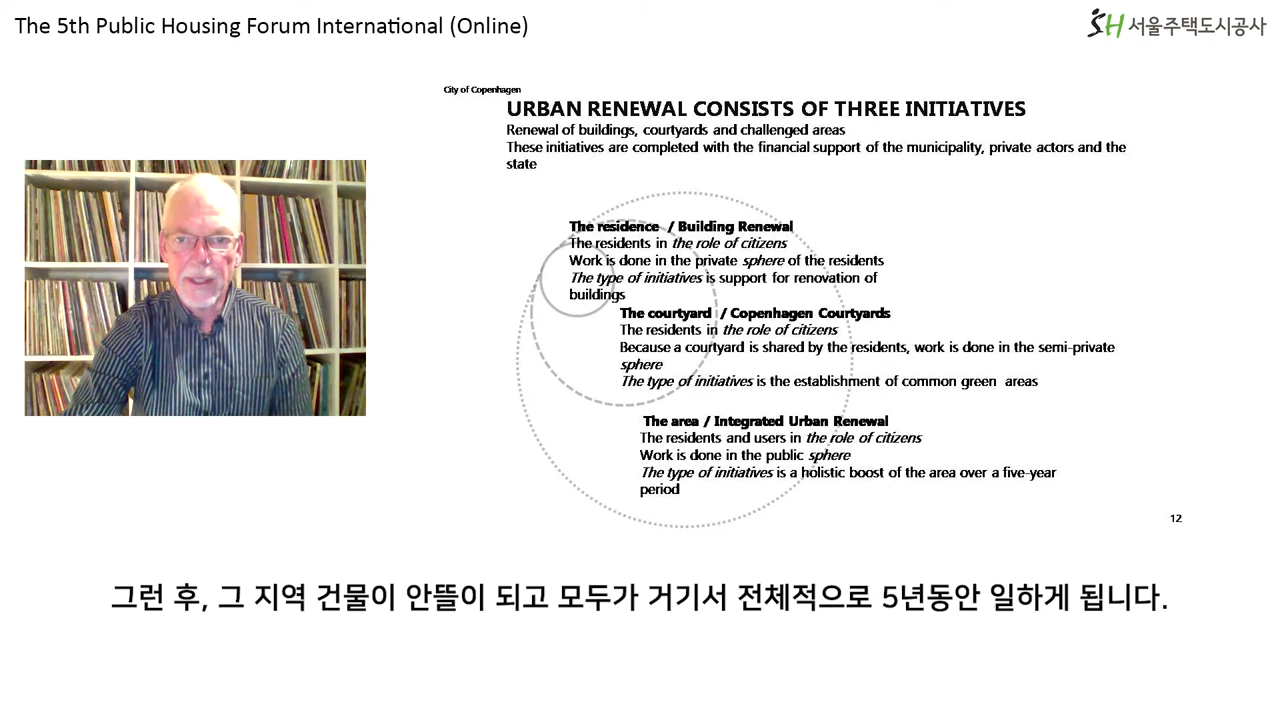 The 5th Public Housing Forum International (Online)
SH 서울주택도시공사
City of Copenhagen
URBAN RENEWAL CONSISTS OF THREE INITIATIVES
Renewal of buildings, courtyards and challenged areas
These initiatives are completed with the financial support of the municipality, private actors and the
state
The residence / Building Renewal
The residents in the role of citizens
Work is done in the private sphere of the residents
The type of initiatives is support for renovation of
buildings
The courtyard / Copenhagen Courtyards
The residents in the role of citizens
Because a courtyard is shared by the residents, work is done in the semi-private
sphere
The type of initiatives is the establishment of common green areas
The area / Integrated Urban Renewal
The residents and users in the role of citizens
Work is done in the public sphere
The type of initiatives is a holistic boost of the area over a five-year
period
12
그런 후, 그 지역 건물이 안뜰이 되고 모두가 거기서 전체적으로 5년동안 일하게 됩니다.